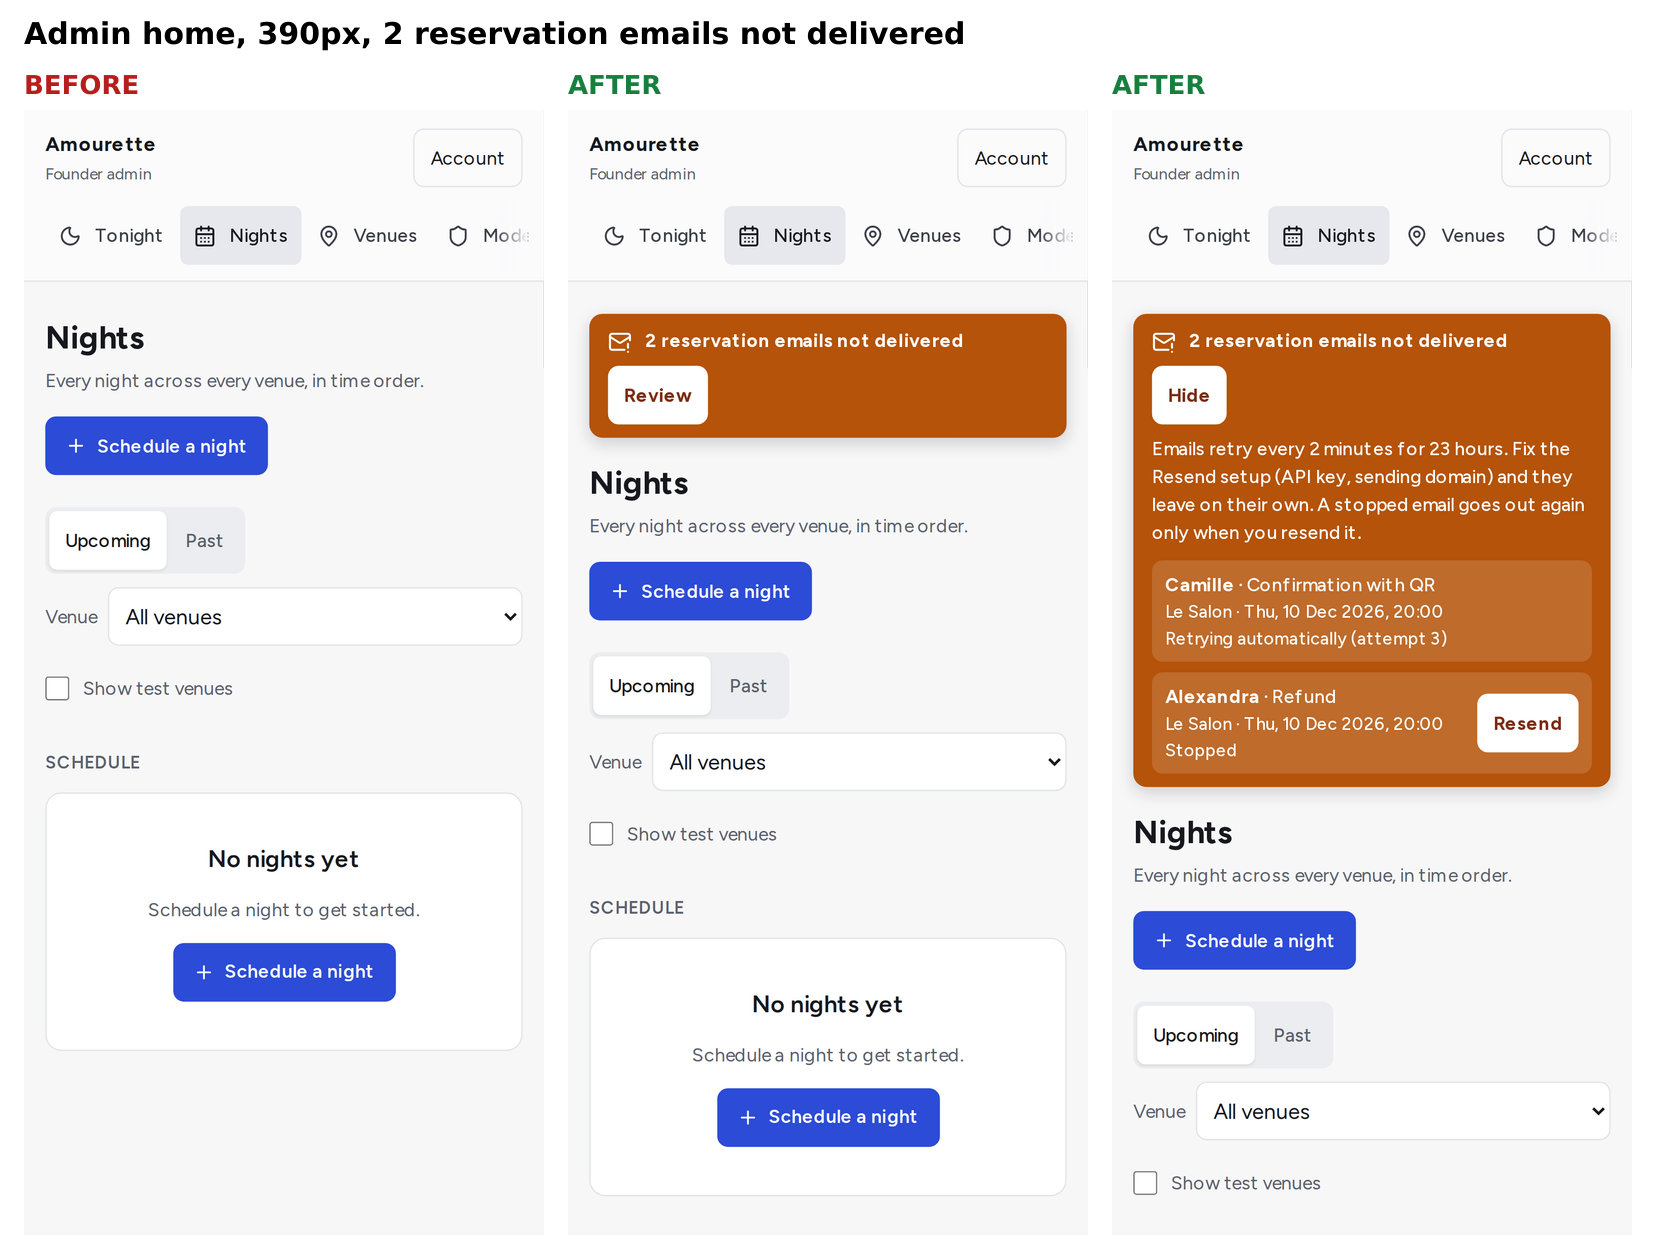 Admin home, 390px, 2 reservation emails not delivered
BEFORE
Amourette
Founder admin
Account
Tonight
Nights
Venues
Mode
Nights
Every night across every venue, in time order.
+ Schedule a night
Upcoming
Past
Venue
All venues
Show test venues
SCHEDULE
No nights yet
Schedule a night to get started.
+ Schedule a night
AFTER
Amourette
Founder admin
Account
Tonight
Nights
Venues
Mode
2 reservation emails not delivered
Review
Nights
Every night across every venue, in time order.
+ Schedule a night
Upcoming
Past
Venue
All venues
Show test venues
SCHEDULE
No nights yet
Schedule a night to get started.
+ Schedule a night
AFTER
Amourette
Founder admin
Account
Tonight
Nights
Venues
Mode
2 reservation emails not delivered
Hide
Emails retry every 2 minutes for 23 hours. Fix the
Resend setup (API key, sending domain) and they
leave on their own. A stopped email goes out again
only when you resend it.
Camille · Confirmation with QR
Le Salon · Thu, 10 Dec 2026, 20:00
Retrying automatically (attempt 3)
Alexandra · Refund
Le Salon · Thu, 10 Dec 2026, 20:00
Stopped
Resend
Nights
Every night across every venue, in time order.
+ Schedule a night
Upcoming
Past
Venue
All venues
Show test venues